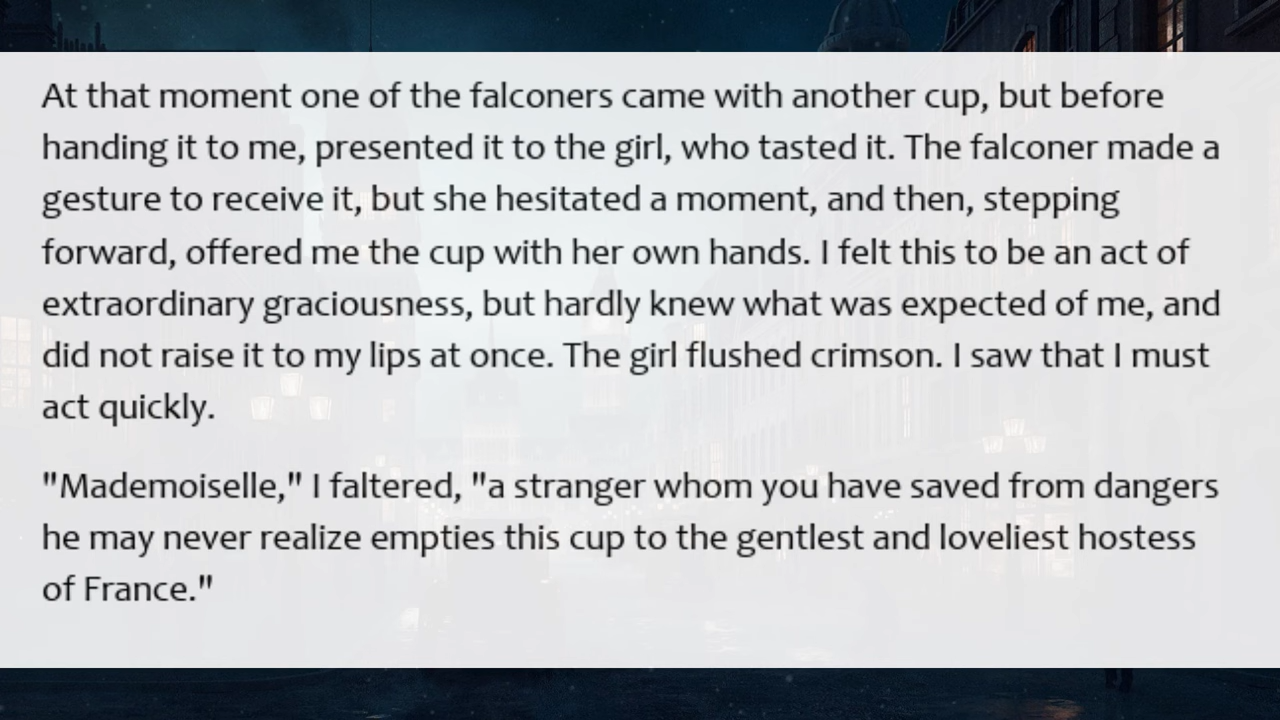 At that moment one of the falconers came with another cup, but before
handing it to me, presented it to the girl, who tasted it. The falconer made a
gesture to receive it, but she hesitated a moment, and then, stepping
forward, offered me the cup with her own hands. I felt this to be an act of
extraordinary graciousness, but hardly knew what was expected of me, and
did not raise it to my lips at once. The girl flushed crimson. I saw that I must
act quickly.
"Mademoiselle," I faltered, "a stranger whom you have saved from dangers
he may never realize empties this cup to the gentlest and loveliest hostess
of France."